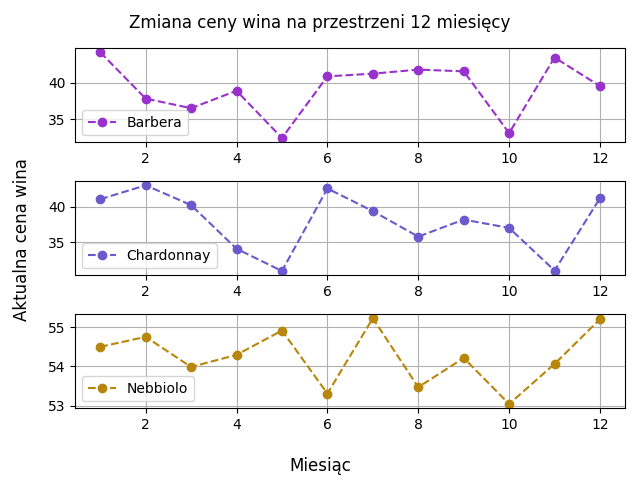 Zmiana ceny wina na przestrzeni 12 miesięcy
Aktualna cena wina
40
35
Barbera
2 4 6 8 10 12
40
35
Chardonnay
2 4 6 8 10 12
55
54
53
Nebbiolo
2 4 6 8 10 12
Miesiąc